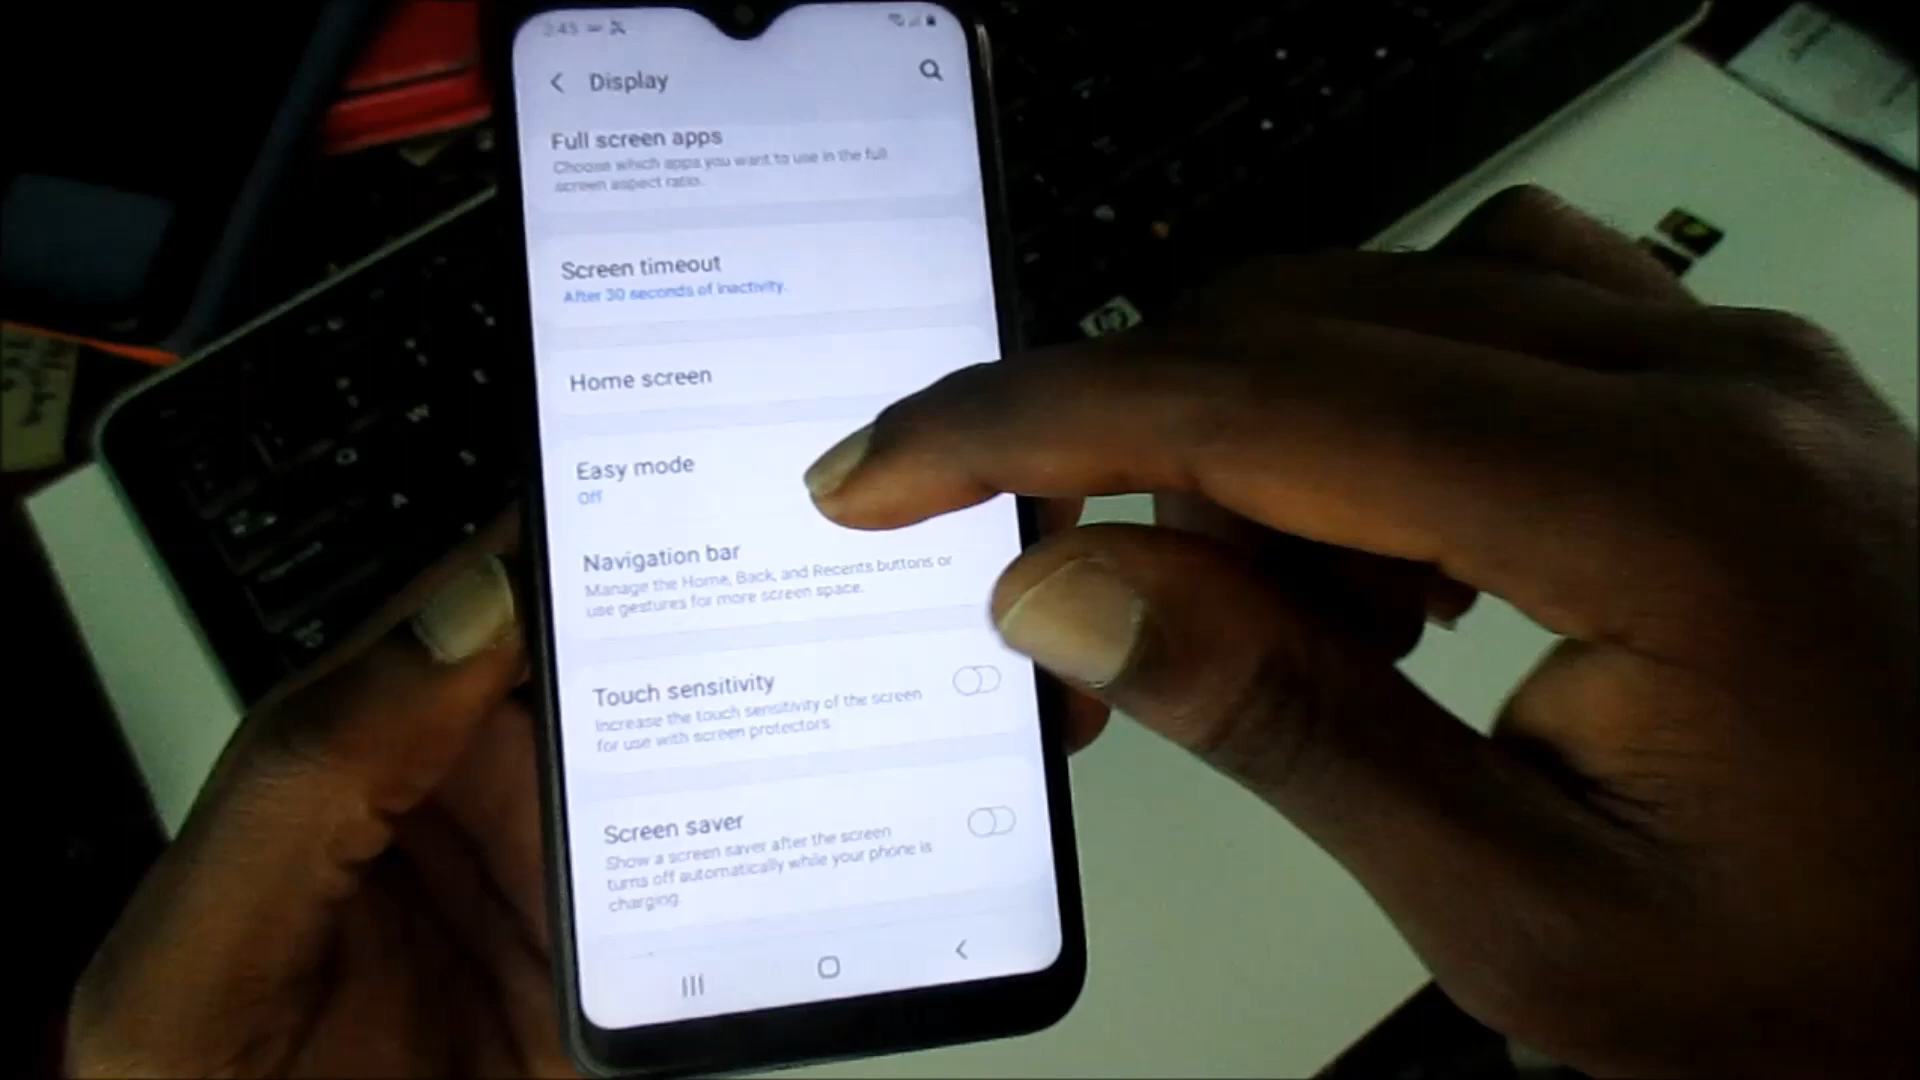 3:45
Display
Full screen apps
Choose which apps you want to use in the full
screen aspect ratio.
Screen timeout
After 30 seconds of inactivity.
Home screen
Easy mode
Off
Navigation bar
Manage the Home, Back, and Recents buttons or
use gestures for more screen space.
Touch sensitivity
Increase the touch sensitivity of the screen
for use with screen protectors.
Screen saver
Show a screen saver after the screen
turns off automatically while your phone is
charging.
hp
W
Q
S
A